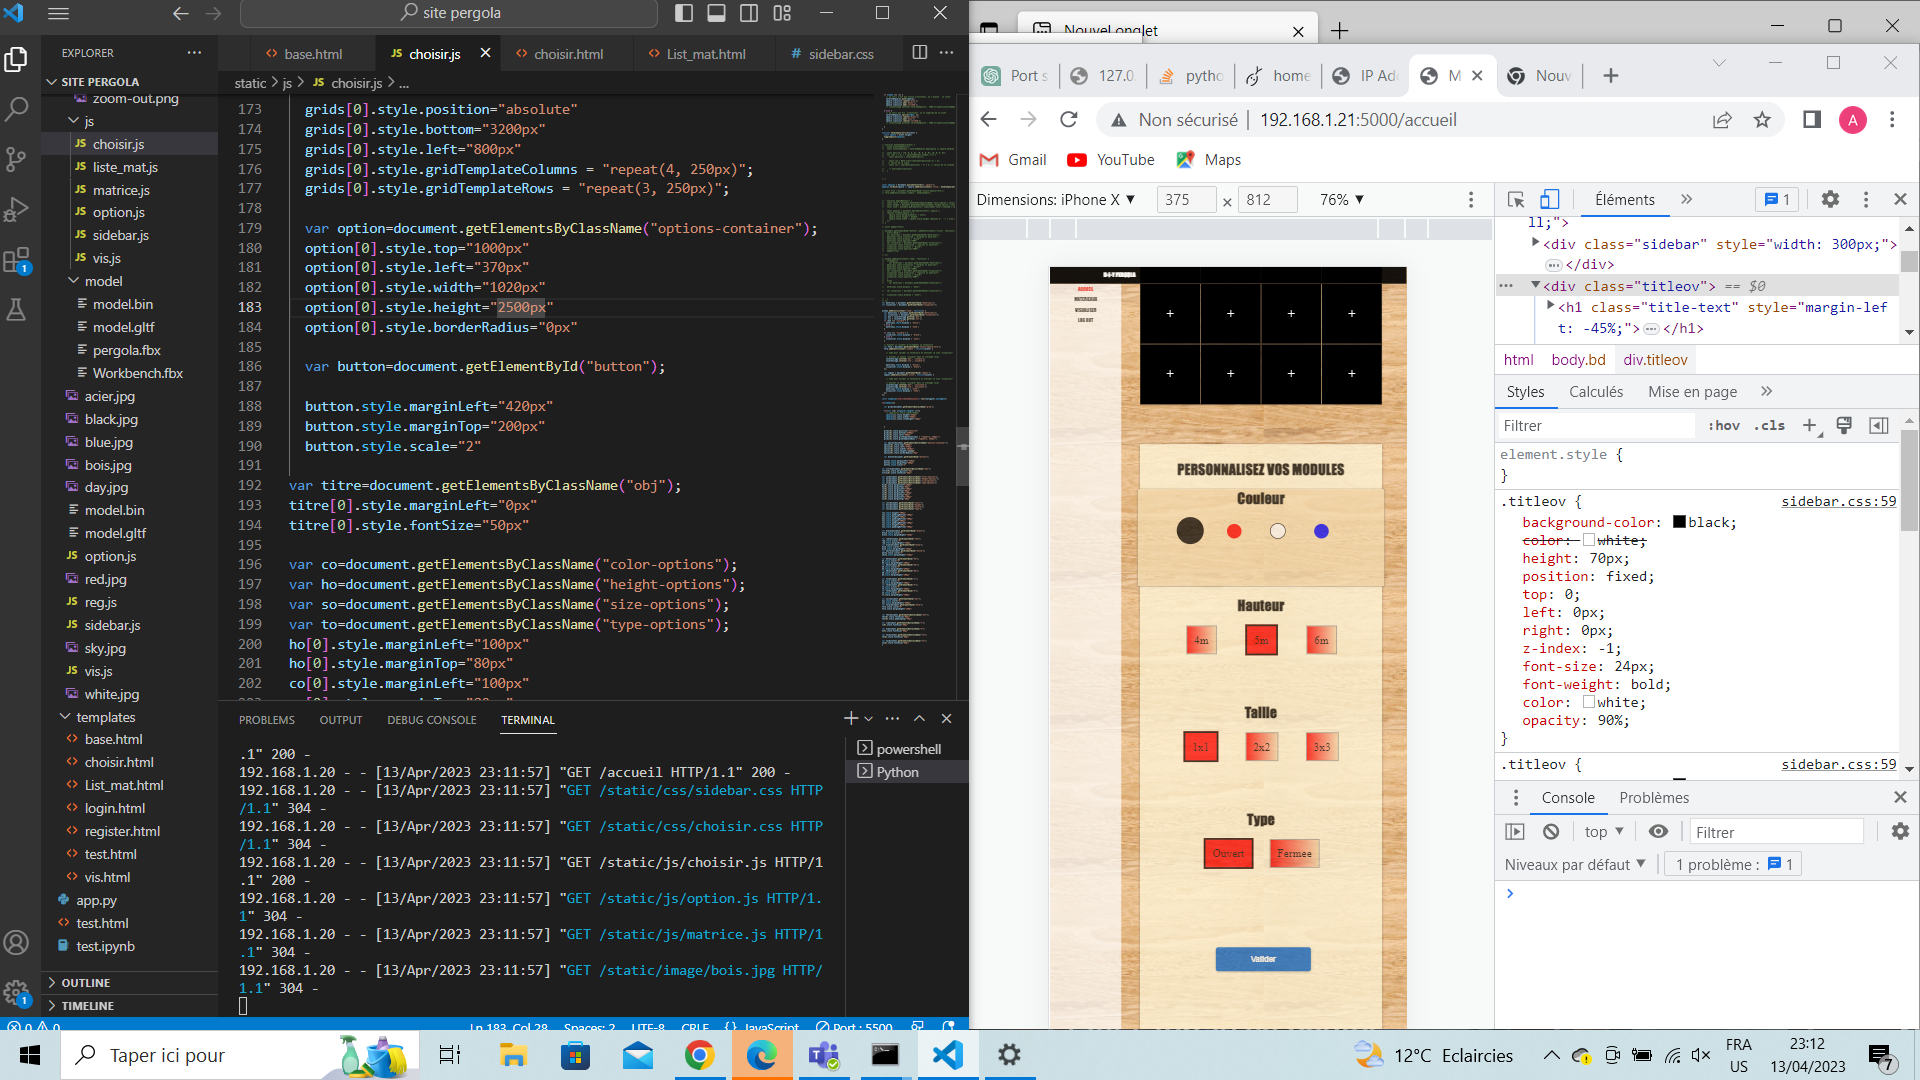 site pergola
EXPLORER
base.html
choisir.js
choisir.html
List_mat.html
sidebar.css
SITE PERGOLA
static > js > choisir.js > ...
zoom-out.png
js
choisir.js
liste_mat.js
matrice.js
option.js
sidebar.js
vis.js
model
model.bin
model.gltf
pergola.fbx
Workbench.fbx
acier.jpg
black.jpg
blue.jpg
bois.jpg
day.jpg
model.bin
model.gltf
option.js
red.jpg
reg.js
sidebar.js
sky.jpg
vis.js
white.jpg
templates
base.html
choisir.html
List_mat.html
login.html
register.html
test.html
vis.html
app.py
test.html
test.ipynb
OUTLINE
TIMELINE
173 grids[0].style.position="absolute"
174 grids[0].style.bottom="3200px"
175 grids[0].style.left="800px"
176 grids[0].style.gridTemplateColumns = "repeat(4, 250px)";
177 grids[0].style.gridTemplateRows = "repeat(3, 250px)";
178
179 var option=document.getElementsByClassName("options-container");
180 option[0].style.top="1000px"
181 option[0].style.left="370px"
182 option[0].style.width="1020px"
183 option[0].style.height="2500px"
184 option[0].style.borderRadius="0px"
185
186 var button=document.getElementById("button");
187
188 button.style.marginLeft="420px"
189 button.style.marginTop="200px"
190 button.style.scale="2"
191
192 var titre=document.getElementsByClassName("obj");
193 titre[0].style.marginLeft="0px"
194 titre[0].style.fontSize="50px"
195
196 var co=document.getElementsByClassName("color-options");
197 var ho=document.getElementsByClassName("height-options");
198 var so=document.getElementsByClassName("size-options");
199 var to=document.getElementsByClassName("type-options");
200 ho[0].style.marginLeft="100px"
201 ho[0].style.marginTop="80px"
202 co[0].style.marginLeft="100px"
PROBLEMS OUTPUT DEBUG CONSOLE TERMINAL
powershell
Python
.1" 200 -
192.168.1.20 - - [13/Apr/2023 23:11:57] "GET /accueil HTTP/1.1" 200 -
192.168.1.20 - - [13/Apr/2023 23:11:57] "GET /static/css/sidebar.css HTTP
/1.1" 304 -
192.168.1.20 - - [13/Apr/2023 23:11:57] "GET /static/css/choisir.css HTTP
/1.1" 304 -
192.168.1.20 - - [13/Apr/2023 23:11:57] "GET /static/js/choisir.js HTTP/1
.1" 200 -
192.168.1.20 - - [13/Apr/2023 23:11:57] "GET /static/js/option.js HTTP/1.
1" 304 -
192.168.1.20 - - [13/Apr/2023 23:11:57] "GET /static/js/matrice.js HTTP/1
.1" 304 -
192.168.1.20 - - [13/Apr/2023 23:11:57] "GET /static/image/bois.jpg HTTP/
1.1" 304 -
0 0
Ln 183, Col 28 Spaces: 2 UTF-8 CRLF {} JavaScript Port : 5500
Nouvel onglet
Port s
127.0.
pytho
home
IP Ad
M
Nouv
Non sécurisé | 192.168.1.21:5000/accueil
A
Gmail
YouTube
Maps
Dimensions: iPhone X ▼ 375 × 812 76% ▼
Éléments
1
PERGOLA
ACCUEIL
MATERIEAUX
VISUALISER
LOG OUT
+ + + +
+ + + +
PERSONNALISEZ VOS MODULES
Couleur
Hauteur
4m 5m 6m
Taille
1x1 2x2 3x3
Type
Ouvert Fermee
Valider
ll;">
<div class="sidebar" style="width: 300px;">
</div>
<div class="titleov"> == $0
<h1 class="title-text" style="margin-lef
t: -45%;"> </h1>
html body.bd div.titleov
Styles Calculés Mise en page
Filtrer :hov .cls
element.style {
}
.titleov { sidebar.css:59
background-color: black;
color: white;
height: 70px;
position: fixed;
top: 0;
left: 0px;
right: 0px;
z-index: -1;
font-size: 24px;
font-weight: bold;
color: white;
opacity: 90%;
}
.titleov { sidebar.css:59
Console Problèmes
top ▼ Filtrer
Niveaux par défaut ▼ 1 problème : 1
Taper ici pour
12°C Eclaircies
FRA
US
23:12
13/04/2023
7